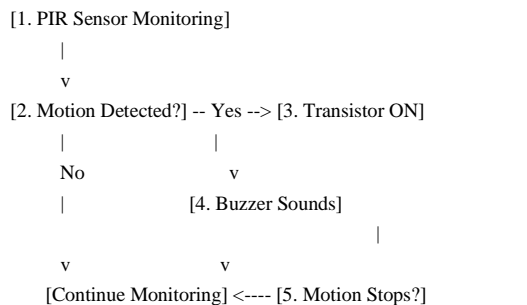 [1. PIR Sensor Monitoring]
|
v
[2. Motion Detected?] -- Yes --> [3. Transistor ON]
| |
No v
| [4. Buzzer Sounds]
|
v v
[Continue Monitoring] <---- [5. Motion Stops?]